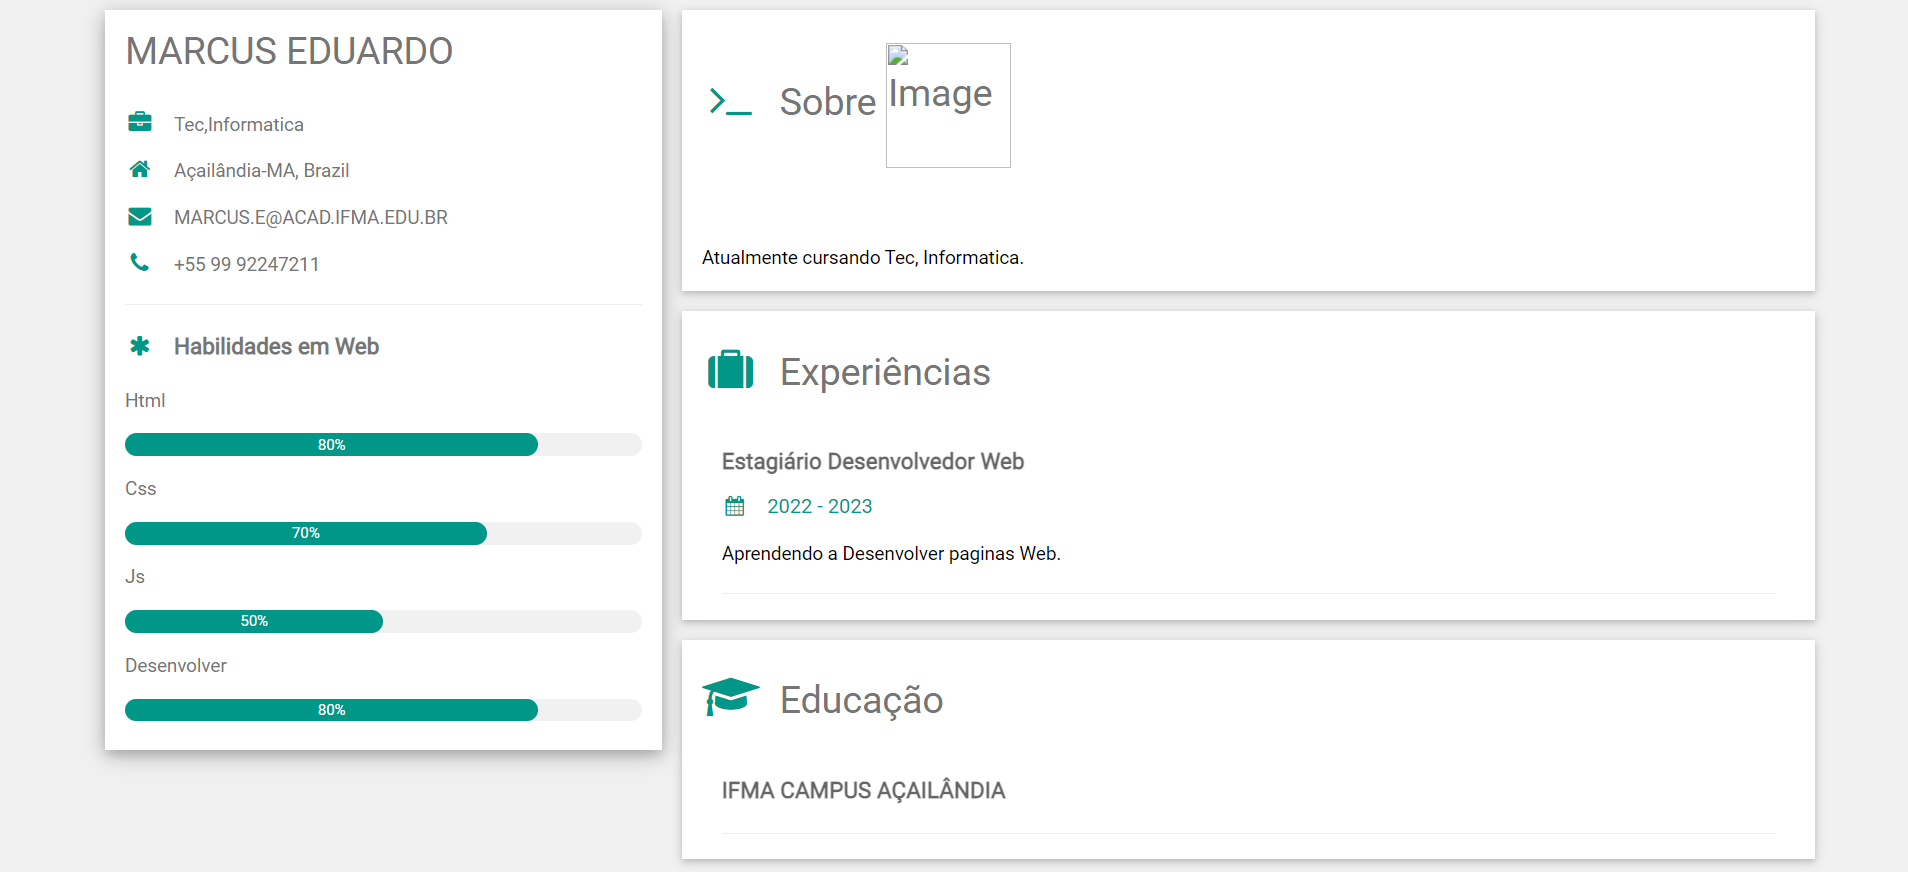 MARCUS EDUARDO
Tec,Informatica
Açailândia-MA, Brazil
MARCUS.E@ACAD.IFMA.EDU.BR
+55 99 92247211
Habilidades em Web
Html
80%
Css
70%
Js
50%
Desenvolver
80%
Sobre Image
Atualmente cursando Tec, Informatica.
Experiências
Estagiário Desenvolvedor Web
2022 - 2023
Aprendendo a Desenvolver paginas Web.
Educação
IFMA CAMPUS AÇAILÂNDIA